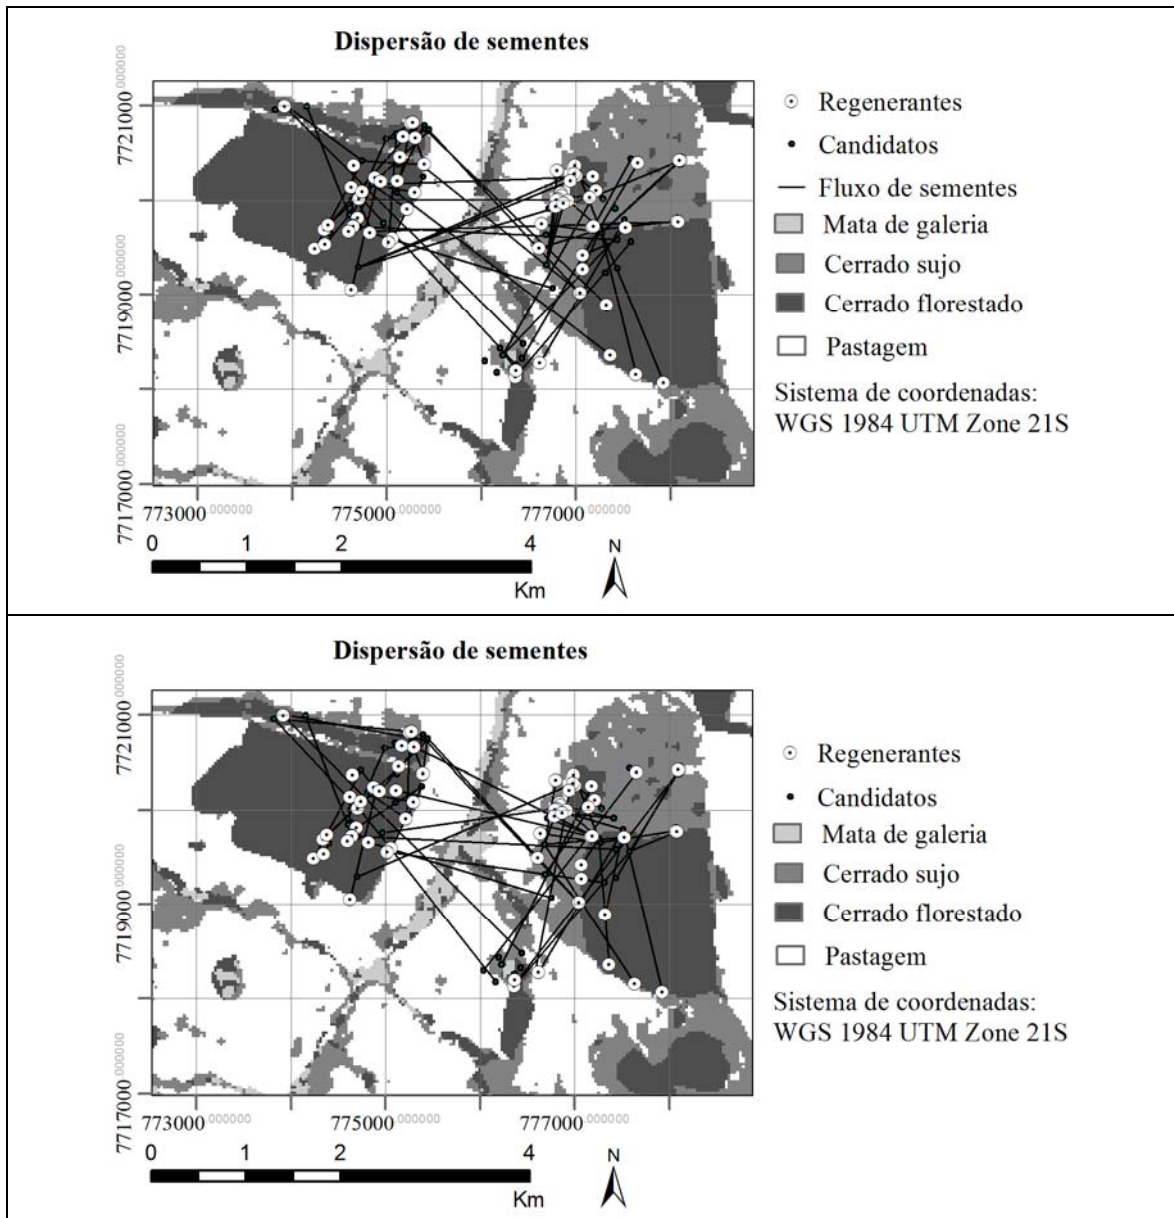 Dispersão de sementes
7721000 000000
7719000 000000
7717000 000000
773000 000000
775000 000000
777000 000000
0
1
2
4
Km
N
Regenerantes
Candidatos
Fluxo de sementes
Mata de galeria
Cerrado sujo
Cerrado florestado
Pastagem
Sistema de coordenadas:
WGS 1984 UTM Zone 21S
Dispersão de sementes
7721000 000000
7719000 000000
7717000 000000
773000 000000
775000 000000
777000 000000
0
1
2
4
Km
N
Regenerantes
Candidatos
Mata de galeria
Cerrado sujo
Cerrado florestado
Pastagem
Sistema de coordenadas:
WGS 1984 UTM Zone 21S